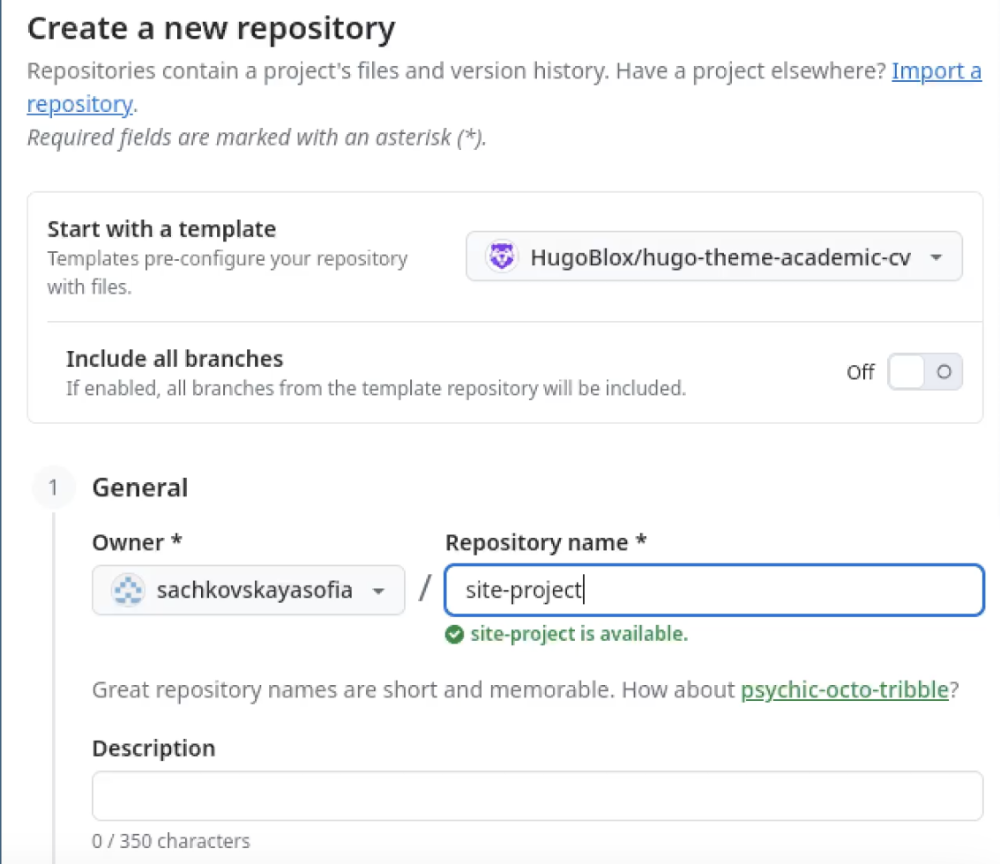 Create a new repository
Repositories contain a project's files and version history. Have a project elsewhere? Import a
repository.
Required fields are marked with an asterisk (*).
Start with a template
Templates pre-configure your repository
with files.
HugoBlox/hugo-theme-academic-cv
Include all branches
If enabled, all branches from the template repository will be included.
Off
1 General
Owner *
Repository name *
sachkovskayasofia / site-project
site-project is available.
Great repository names are short and memorable. How about psychic-octo-tribble?
Description
0 / 350 characters